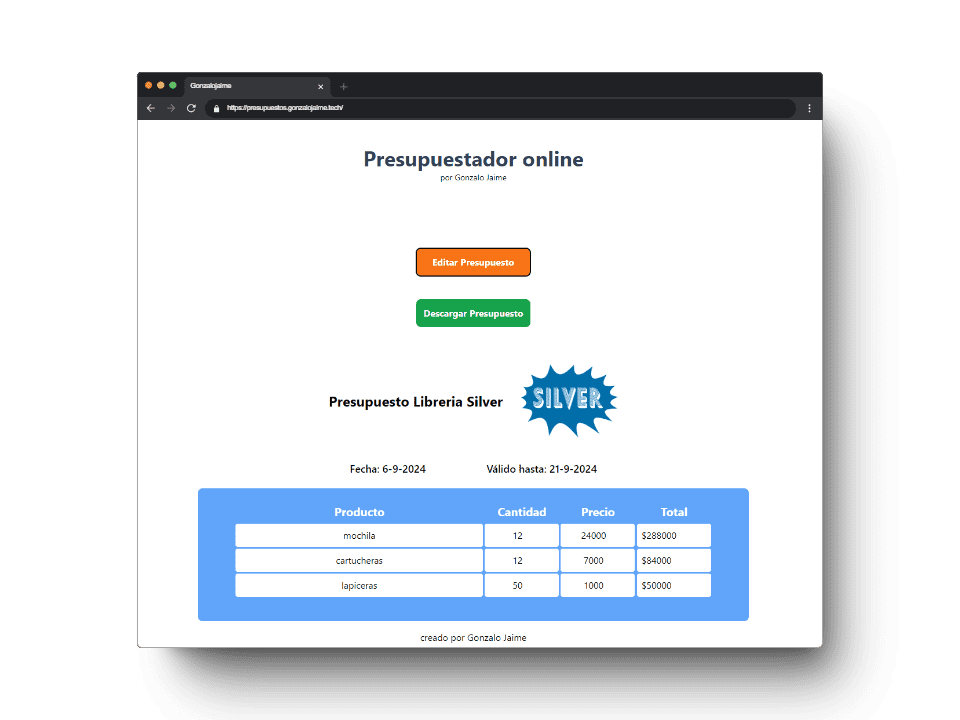 Gonzalojaime
https://presupuestos.gonzalojaime.tech/
Presupuestador online
por Gonzalo Jaime
Editar Presupuesto
Descargar Presupuesto
Presupuesto Libreria Silver
SILVER
Fecha: 6-9-2024 Válido hasta: 21-9-2024
Producto Cantidad Precio Total
mochila 12 24000 $288000
cartucheras 12 7000 $84000
lapiceras 50 1000 $50000
creado por Gonzalo Jaime